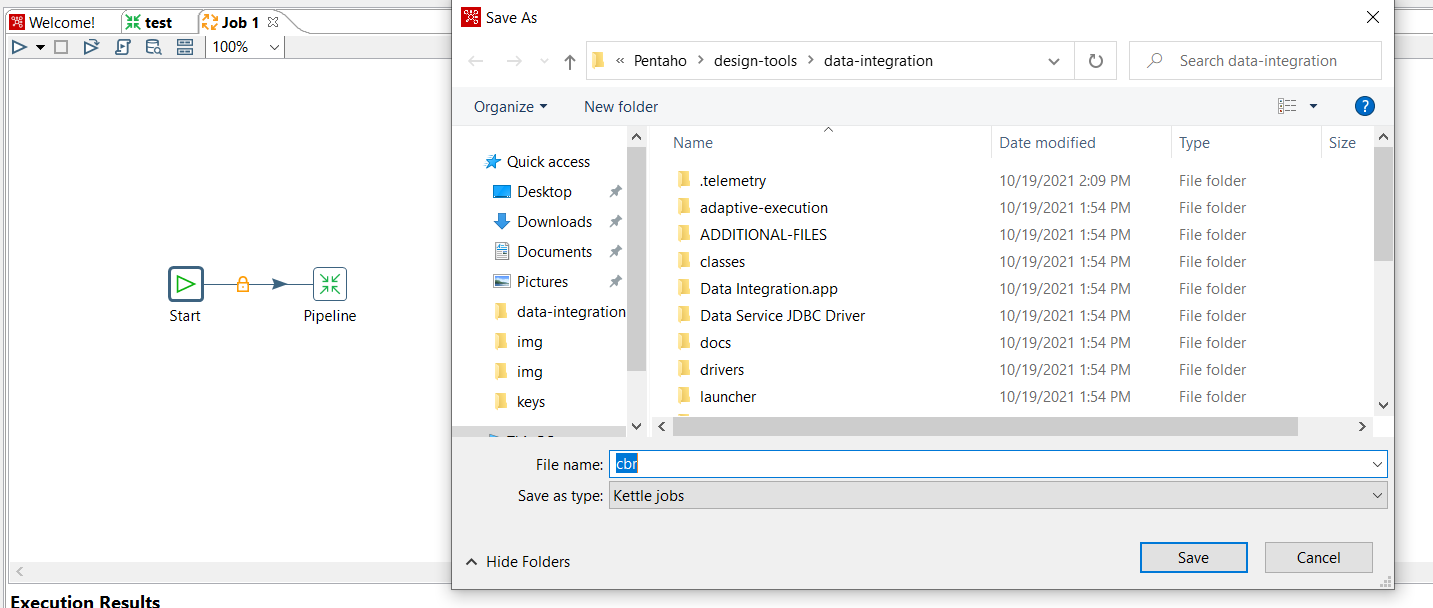 Welcome!
test
Job 1
100%
Start
Pipeline
Execution Results
Save As
« Pentaho > design-tools > data-integration
Search data-integration
Organize
New folder
?
Quick access
Desktop
Downloads
Documents
Pictures
data-integration
img
img
keys
Name Date modified Type Size
.telemetry 10/19/2021 2:09 PM File folder
adaptive-execution 10/19/2021 1:54 PM File folder
ADDITIONAL-FILES 10/19/2021 1:54 PM File folder
classes 10/19/2021 1:54 PM File folder
Data Integration.app 10/19/2021 1:54 PM File folder
Data Service JDBC Driver 10/19/2021 1:54 PM File folder
docs 10/19/2021 1:54 PM File folder
drivers 10/19/2021 1:54 PM File folder
launcher 10/19/2021 1:54 PM File folder
File name: cbr
Save as type: Kettle jobs
Hide Folders
Save
Cancel